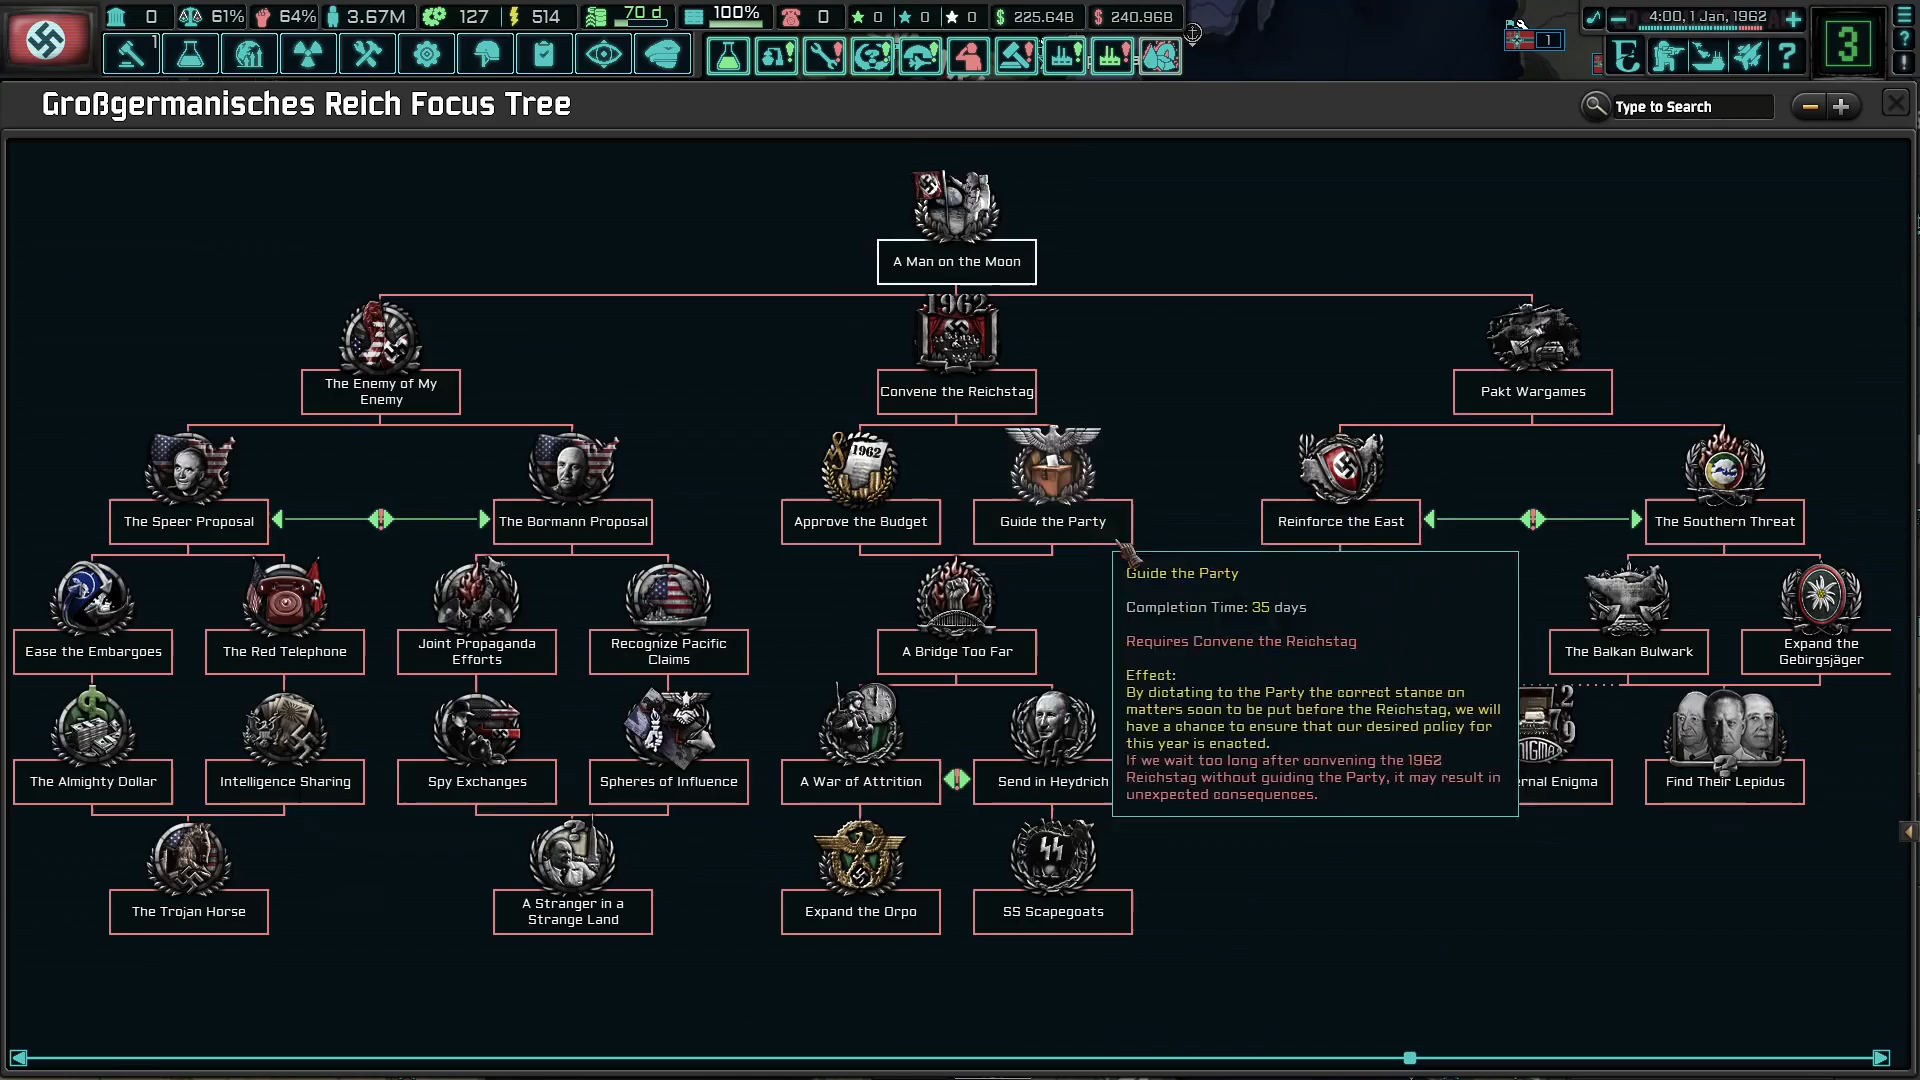 0 61% 64% 3.67M 127 514 70 d 100% 0 0 0 0 225.64B 240.96B 4:00, 1 Jan, 1962
1
1
3
Großgermanisches Reich Focus Tree
Type to Search
A Man on the Moon
1962
The Enemy of My
Enemy
Convene the Reichstag
Pakt Wargames
1962
The Speer Proposal
The Bormann Proposal
Approve the Budget
Guide the Party
Reinforce the East
The Southern Threat
Guide the Party
Completion Time: 35 days
Requires Convene the Reichstag
Effect:
By dictating to the Party the correct stance on
matters soon to be put before the Reichstag, we will
have a chance to ensure that our desired policy for
this year is enacted.
If we wait too long after convening the 1962
Reichstag without guiding the Party, it may result in
unexpected consequences.
Ease the Embargoes
The Red Telephone
Joint Propaganda
Efforts
Recognize Pacific
Claims
A Bridge Too Far
The Balkan Bulwark
Expand the
Gebirgsjäger
The Almighty Dollar
Intelligence Sharing
Spy Exchanges
Spheres of Influence
A War of Attrition
Send in Heydrich
rnal Enigma
Find Their Lepidus
The Trojan Horse
A Stranger in a
Strange Land
Expand the Orpo
SS Scapegoats